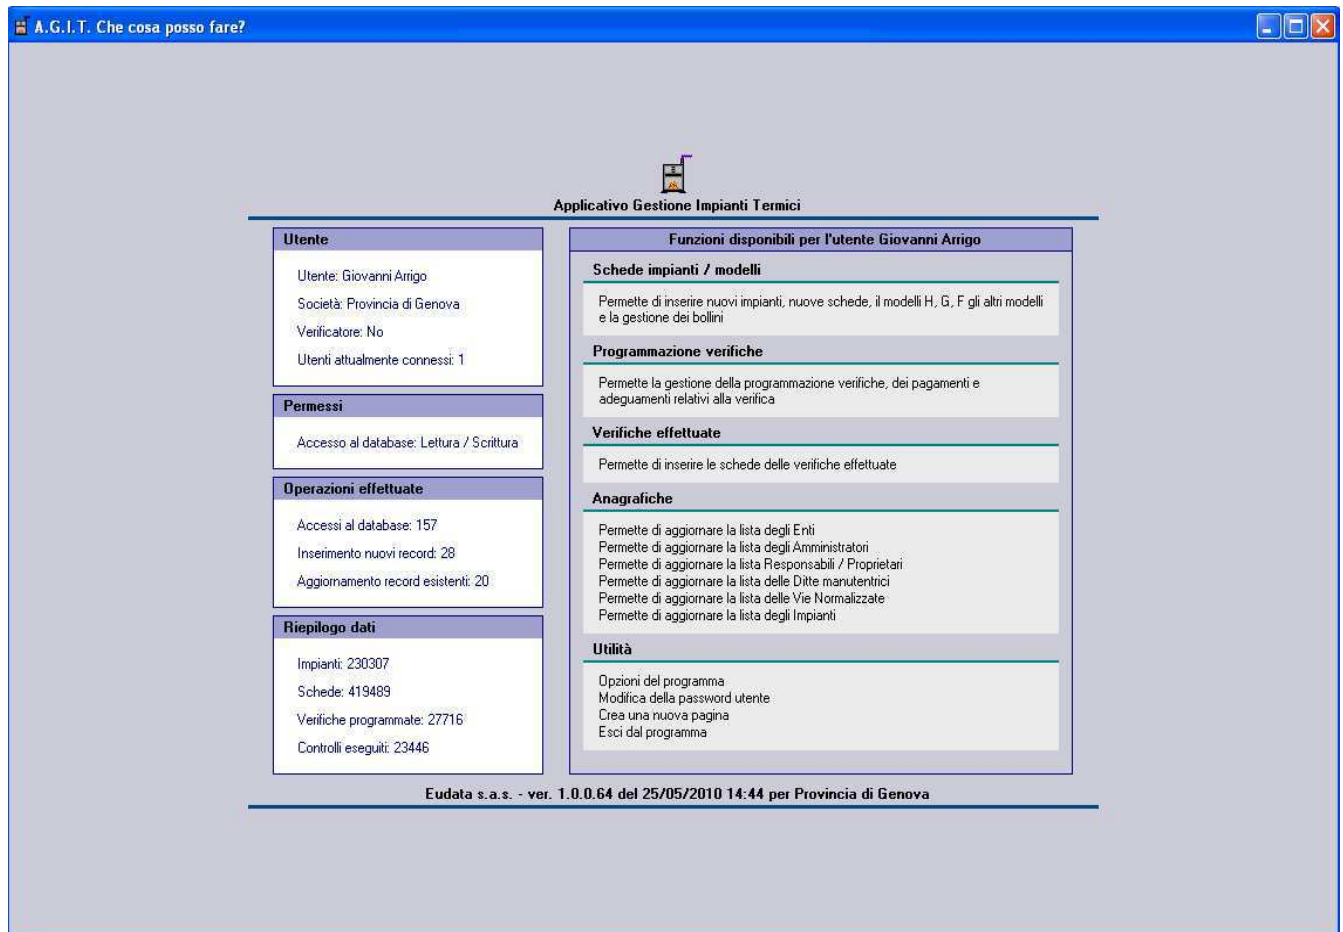 A.G.I.T. Che cosa posso fare?
Applicativo Gestione Impianti Termici
Utente
Utente: Giovanni Arrigo
Società: Provincia di Genova
Verificatore: No
Utenti attualmente connessi: 1
Permessi
Accesso al database: Lettura / Scrittura
Operazioni effettuate
Accessi al database: 157
Inserimento nuovi record: 28
Aggiornamento record esistenti: 20
Riepilogo dati
Impianti: 230307
Schede: 419489
Verifiche programmate: 27716
Controlli eseguiti: 23446
Funzioni disponibili per l'utente Giovanni Arrigo
Schede impianti / modelli
Permette di inserire nuovi impianti, nuove schede, il modelli H, G, F gli altri modelli
e la gestione dei bollini
Programmazione verifiche
Permette la gestione della programmazione verifiche, dei pagamenti e
adeguamenti relativi alla verifica
Verifiche effettuate
Permette di inserire le schede delle verifiche effettuate
Anagrafiche
Permette di aggiornare la lista degli Enti
Permette di aggiornare la lista degli Amministratori
Permette di aggiornare la lista Responsabili / Proprietari
Permette di aggiornare la lista delle Ditte manutentrici
Permette di aggiornare la lista delle Vie Normalizzate
Permette di aggiornare la lista degli Impianti
Utilità
Opzioni del programma
Modifica della password utente
Crea una nuova pagina
Esci dal programma
Eudata s.a.s. - ver. 1.0.0.64 del 25/05/2010 14:44 per Provincia di Genova